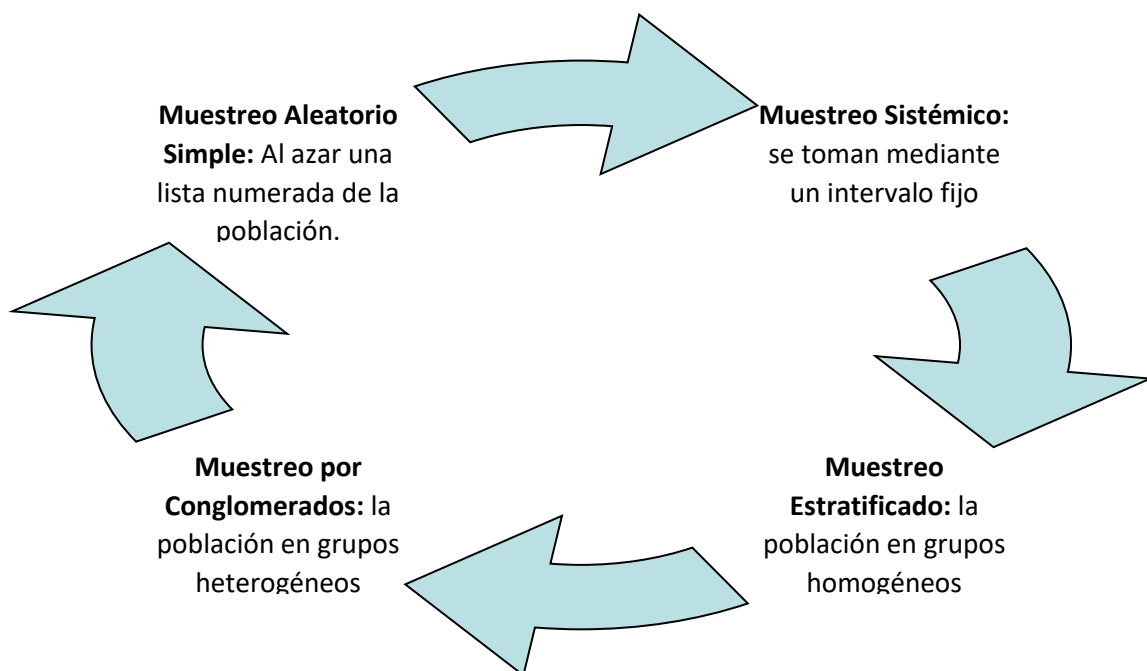 Muestreo Aleatorio
Simple: Al azar una
lista numerada de la
población.
Muestreo Sistémico:
se toman mediante
un intervalo fijo
Muestreo
Estratificado: la
población en grupos
homogéneos
Muestreo por
Conglomerados: la
población en grupos
heterogéneos